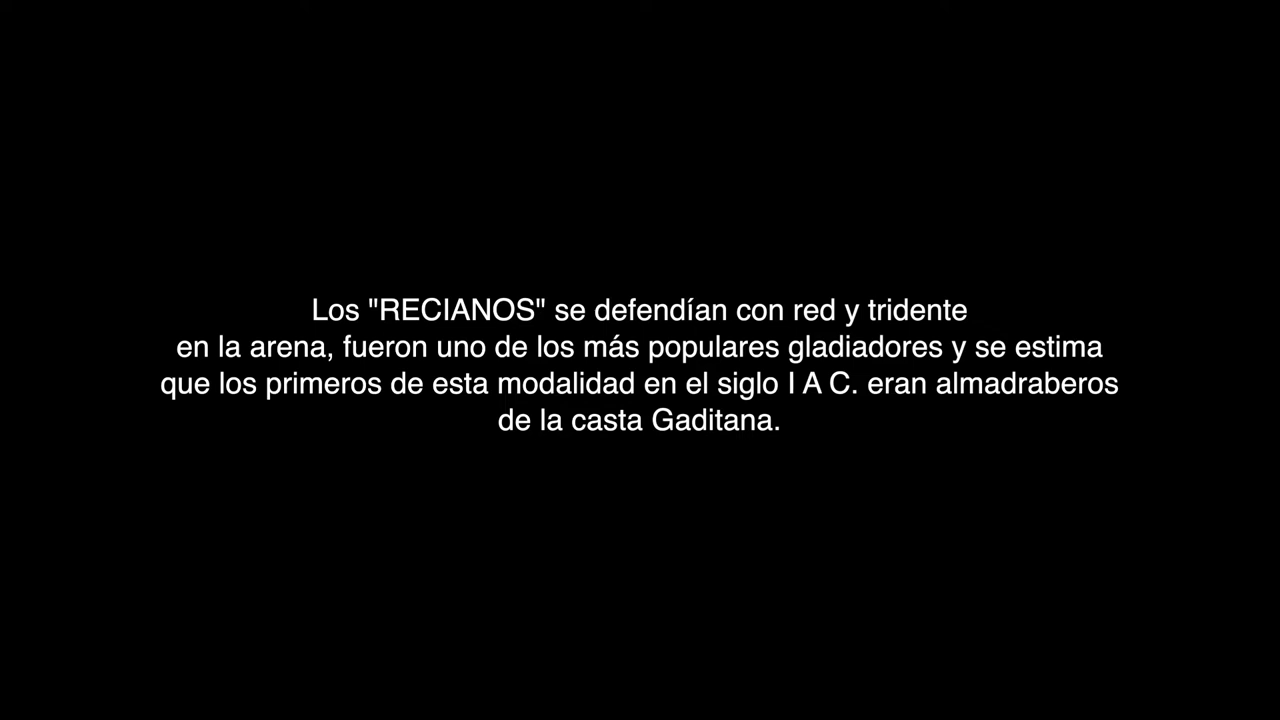 Los "RECIANOS" se defendían con red y tridente
en la arena, fueron uno de los más populares gladiadores y se estima
que los primeros de esta modalidad en el siglo I A C. eran almadraberos
de la casta Gaditana.